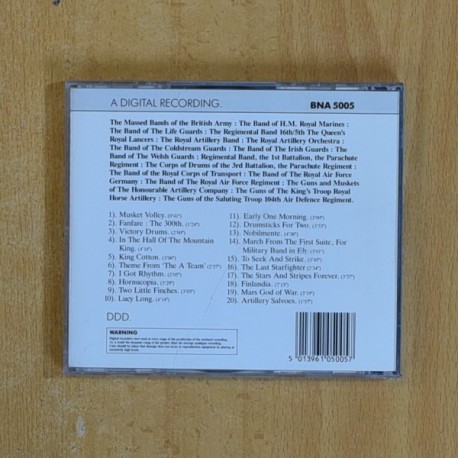 A DIGITAL RECORDING.
BNA 5005
The Massed Bands of the British Army : The Band of H.M. Royal Marines :
The Band of The Life Guards : The Regimental Band 16th/5th The Queen's
Royal Lancers : The Royal Artillery Band : The Royal Artillery Orchestra :
The Band of The Coldstream Guards : The Band of The Irish Guards : The
Band of The Welsh Guards : Regimental Band, the 1st Battalion, the Parachute
Regiment : The Corps of Drums of the 3rd Battalion, the Parachute Regiment :
The Band of the Royal Corps of Transport : The Band of The Royal Air Force
Germany : The Band of The Royal Air Force Regiment : The Guns and Muskets
of The Honourable Artillery Company : The Guns of The King's Troop Royal
Horse Artillery : The Guns of the Saluting Troop 104th Air Defence Regiment.
1). Musket Volley.
2). Fanfare : The 300th.
3). Victory Drums.
4). In The Hall Of The Mountain
King.
5). King Cotton.
6). Theme From 'The A Team'
7). I Got Rhythm.
8). Hornscopia.
9). Two Little Finches.
10). Lucy Long.
11). Early One Morning.
12). Drumsticks For Two.
13). Nobilmente.
14). March From The First Suite, For
Military Band in
15). To Seek And Strike.
16). The Last Starfighter
17). The Stars And Stripes Forever.
18). Finlandia.
19). Mars God of War.
20). Artillery Salvoes.
DDD.
WARNING
5 013961 050057